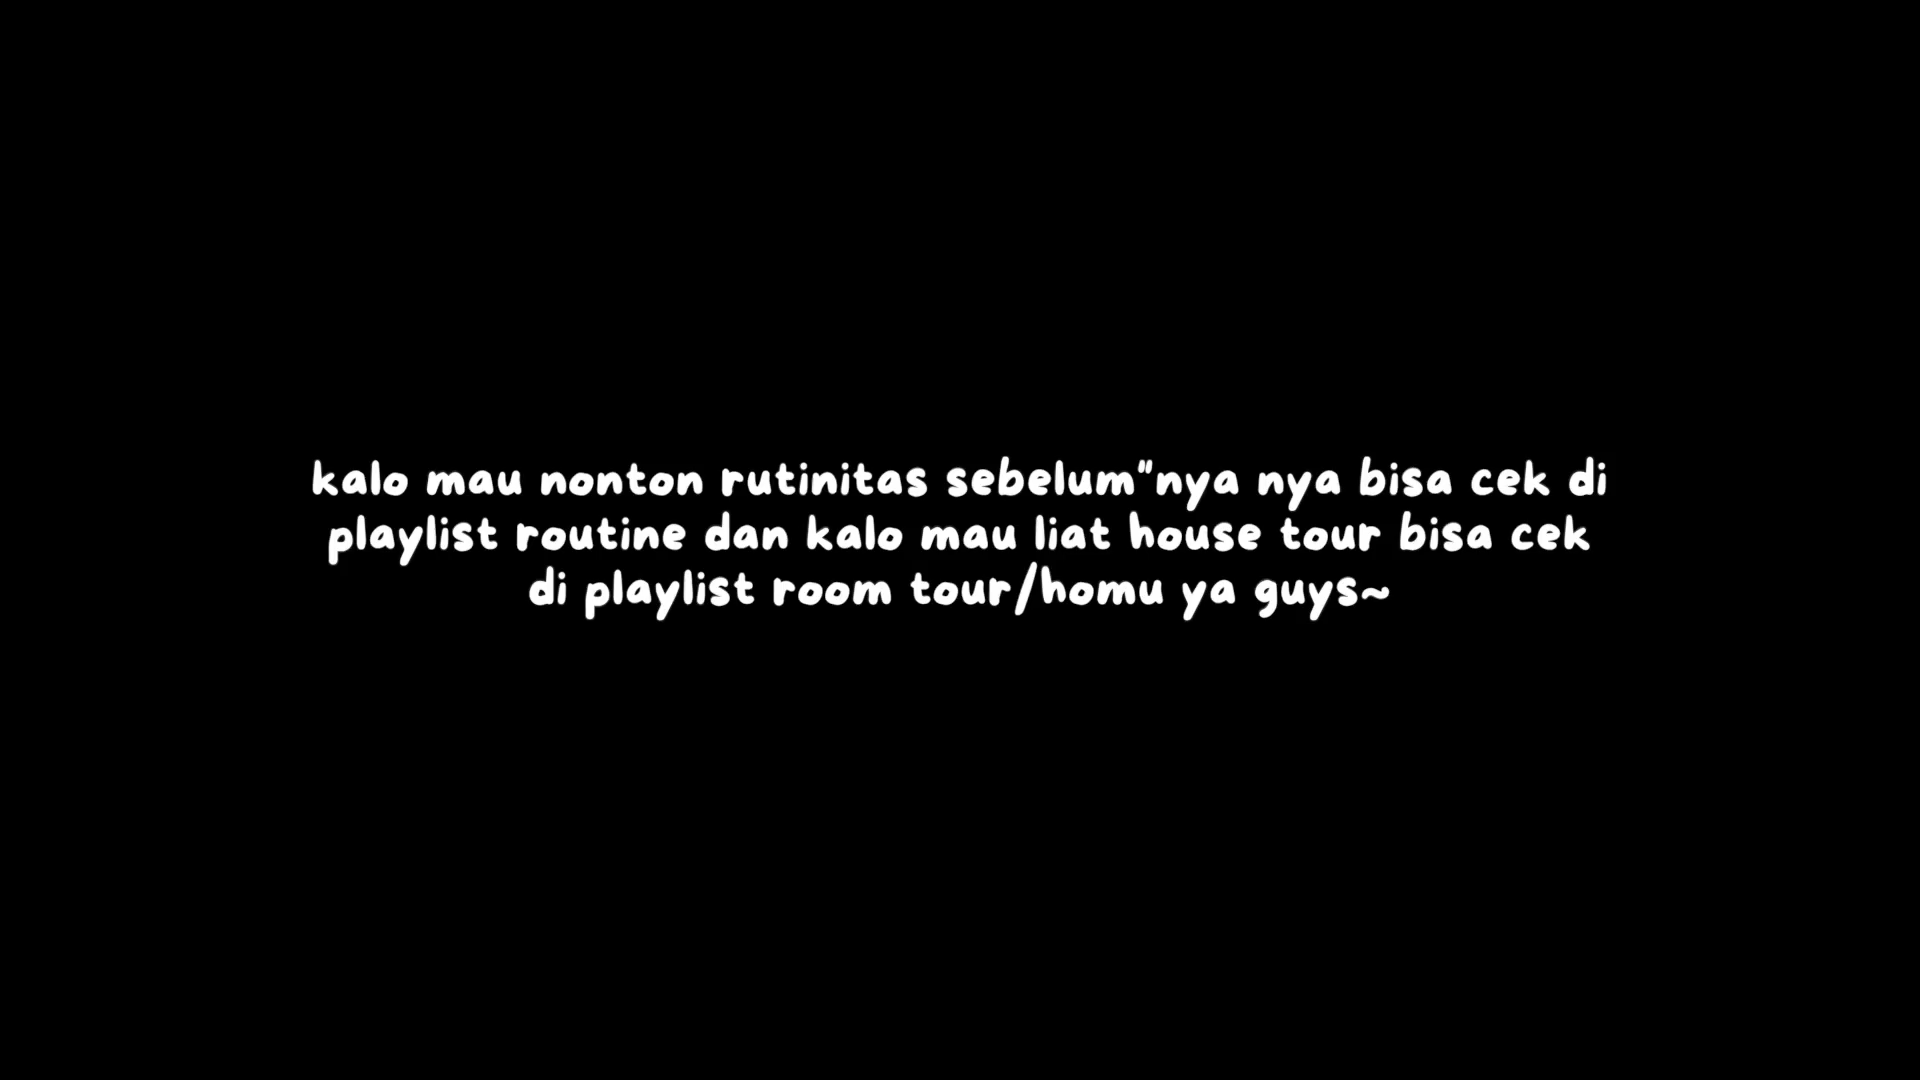 kalo mau nonton rutinitas sebelum"nya nya bisa cek di
playlist routine dan kalo mau liat house tour bisa cek
di playlist room tour/homu ya guys~